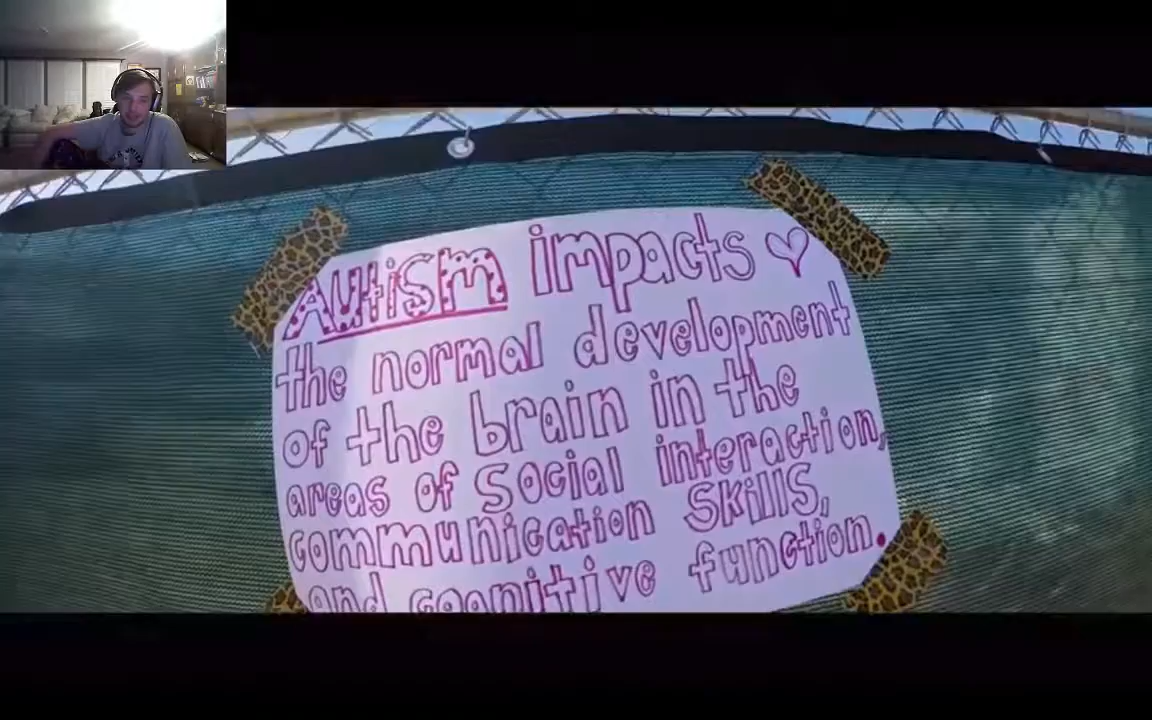 Autism impacts
the normal development
of the brain in the
areas of social interaction,
communication skills,
and cognitive function.